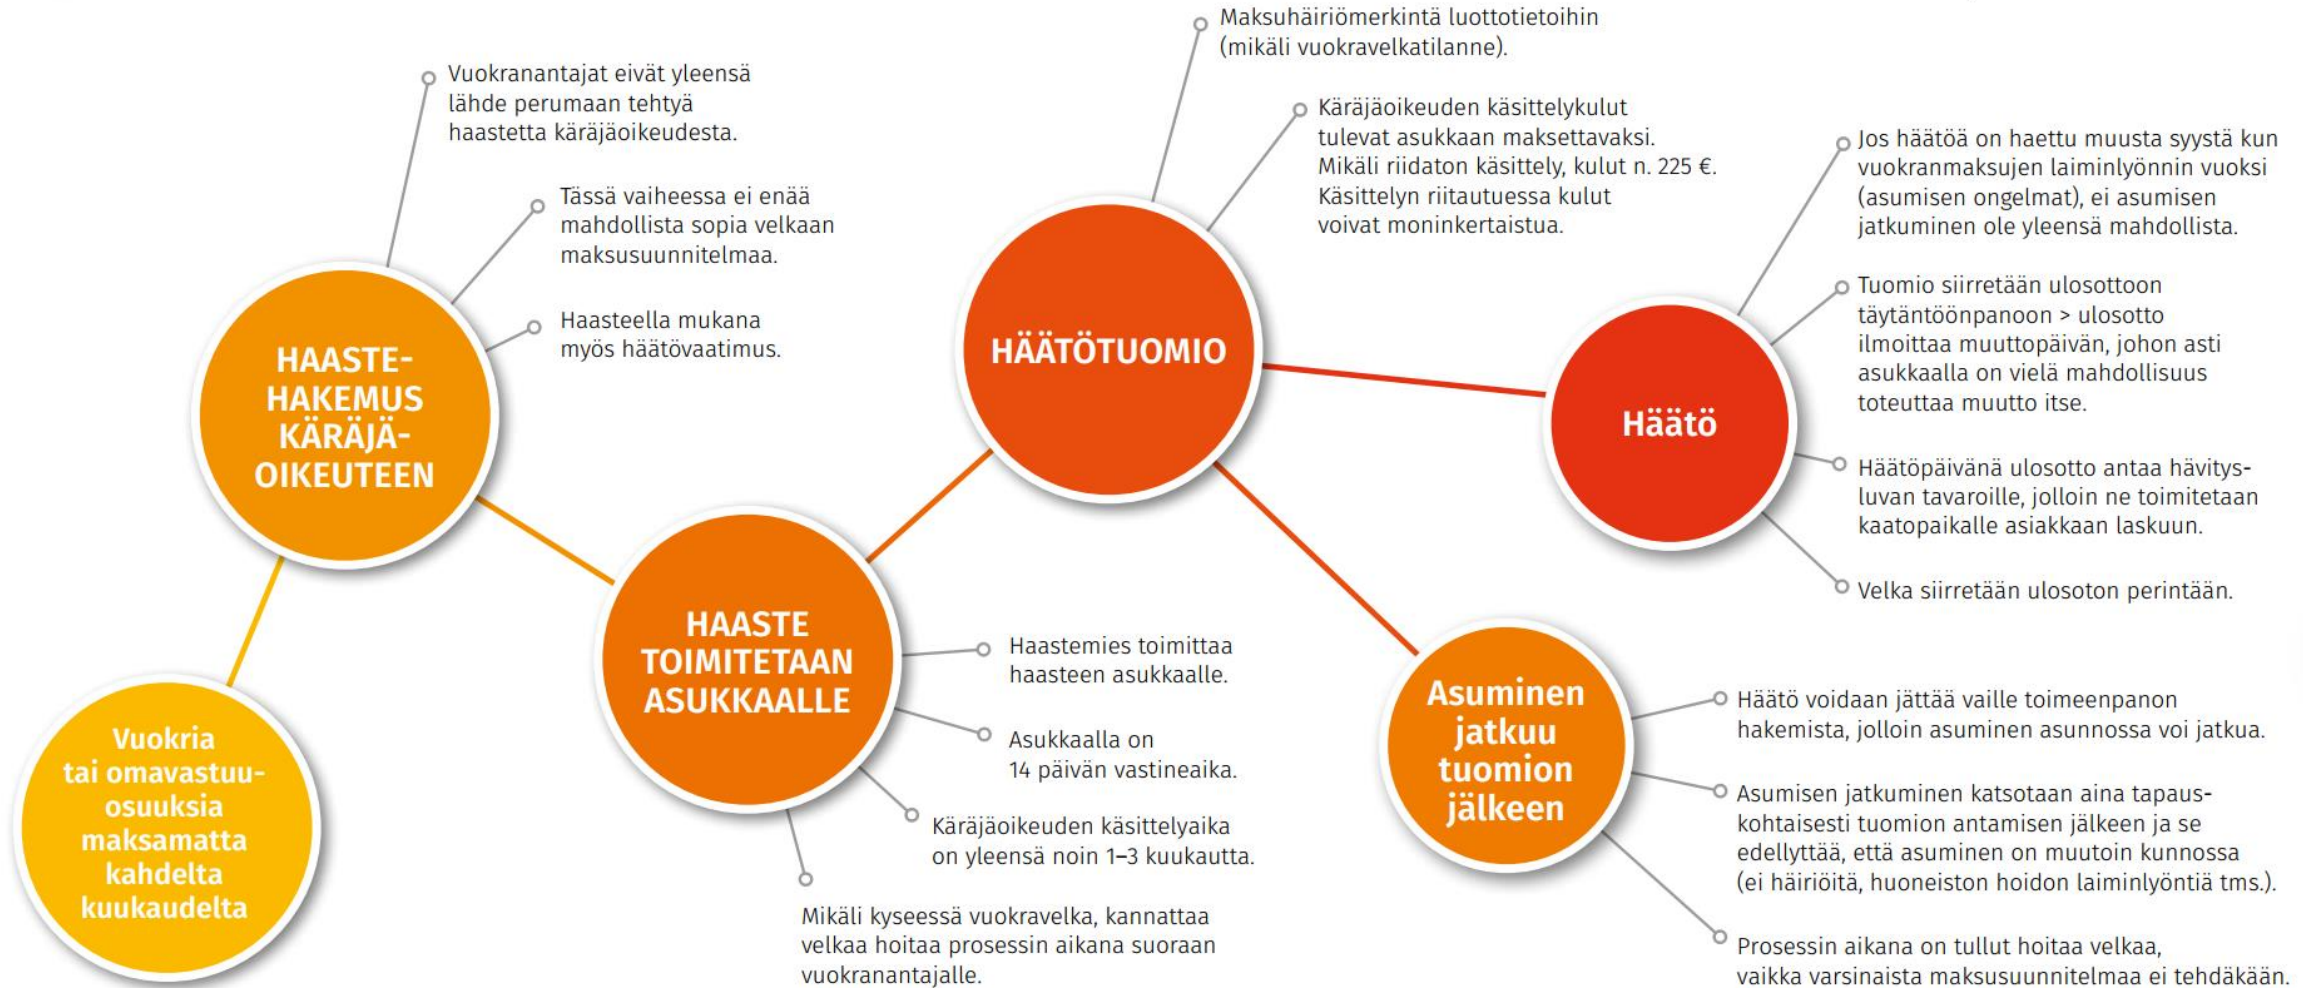 Vuokria
tai omavastuu-
osuuksia
maksamatta
kahdelta
kuukaudelta
HAASTE-
HAKEMUS
KÄRÄJÄ-
OIKEUTEEN
Vuokranantajat eivät yleensä
lähde perumaan tehtyä
haastetta käräjäoikeudesta.
Tässä vaiheessa ei enää
mahdollista sopia velkaan
maksusuunnitelmaa.
Haasteella mukana
myös häätövaatimus.
HAASTE
TOIMITETAAN
ASUKKAALLE
Haastemies toimittaa
haasteen asukkaalle.
Asukkaalla on
14 päivän vastineaika.
Käräjäoikeuden käsittelyaika
on yleensä noin 1–3 kuukautta.
Mikäli kyseessä vuokravelka, kannattaa
velkaa hoitaa prosessin aikana suoraan
vuokranantajalle.
HÄÄTÖTUOMIO
Maksuhäiriömerkintä luottotietoihin
(mikäli vuokravelkatilanne).
Käräjäoikeuden käsittelykulut
tulevat asukkaan maksettavaksi.
Mikäli riidaton käsittely, kulut n. 225 €.
Käsittelyn riitautuessa kulut
voivat moninkertaistua.
Häätö
Jos häätöä on haettu muusta syystä kun
vuokranmaksujen laiminlyönnin vuoksi
(asumisen ongelmat), ei asumisen
jatkuminen ole yleensä mahdollista.
Tuomio siirretään ulosottoon
täytäntöönpanoon > ulosotto
ilmoittaa muuttopäivän, johon asti
asukkaalla on vielä mahdollisuus
toteuttaa muutto itse.
Häätöpäivänä ulosotto antaa hävitys-
luvan tavaroille, jolloin ne toimitetaan
kaatopaikalle asiakkaan laskuun.
Velka siirretään ulosoton perintään.
Asuminen
jatkuu
tuomion
jälkeen
Häätö voidaan jättää vaille toimeenpanon
hakemista, jolloin asuminen asunnossa voi jatkua.
Asumisen jatkuminen katsotaan aina tapaus-
kohtaisesti tuomion antamisen jälkeen ja se
edellyttää, että asuminen on muutoin kunnossa
(ei häiriöitä, huoneiston hoidon laiminlyöntiä tms.).
Prosessin aikana on tullut hoitaa velkaa,
vaikka varsinaista maksusuunnitelmaa ei tehdäkään.